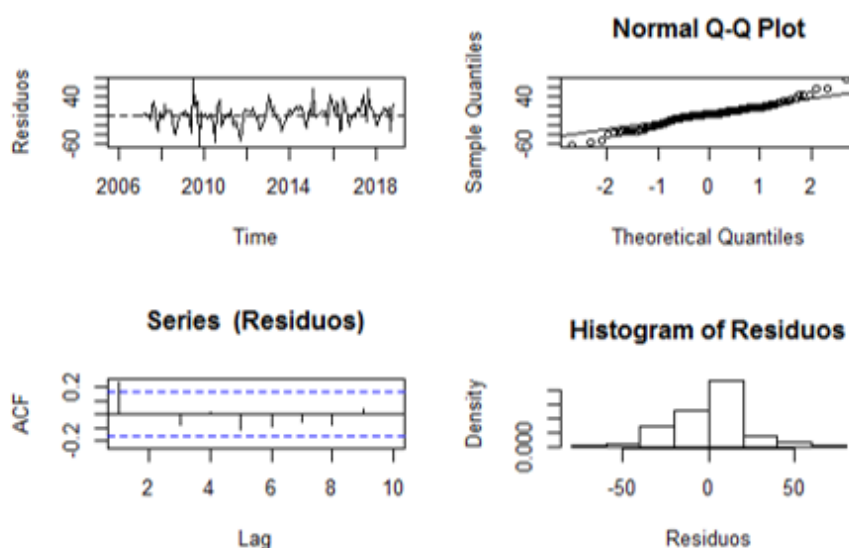 Residuos
40
-60
2006 2010 2014 2018
Time
Normal Q-Q Plot
Sample Quantiles
40
-60
-2 -1 0 1 2
Theoretical Quantiles
Series (Residuos)
ACF
0.2
-0.2
2 4 6 8 10
Lag
Histogram of Residuos
Density
0.000
-50 0 50
Residuos